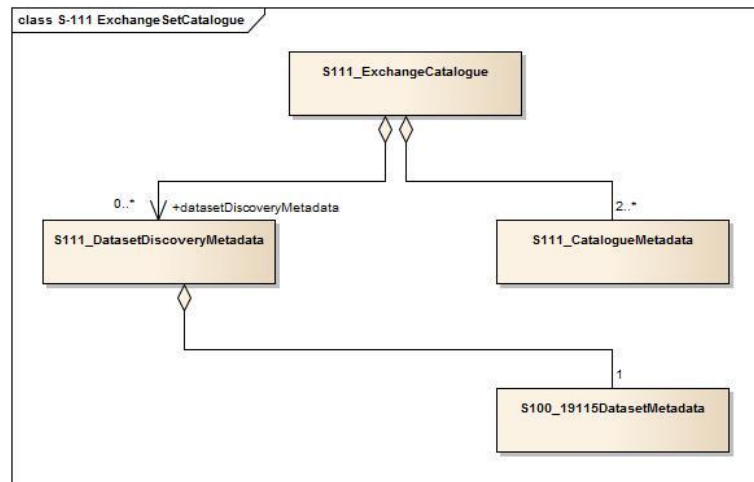 class S-111 ExchangeSetCatalogue
S111_ExchangeCatalogue
0..*
+datasetDiscoveryMetadata
2..*
S111_DatasetDiscoveryMetadata
S111_CatalogueMetadata
1
S100_19115DatasetMetadata